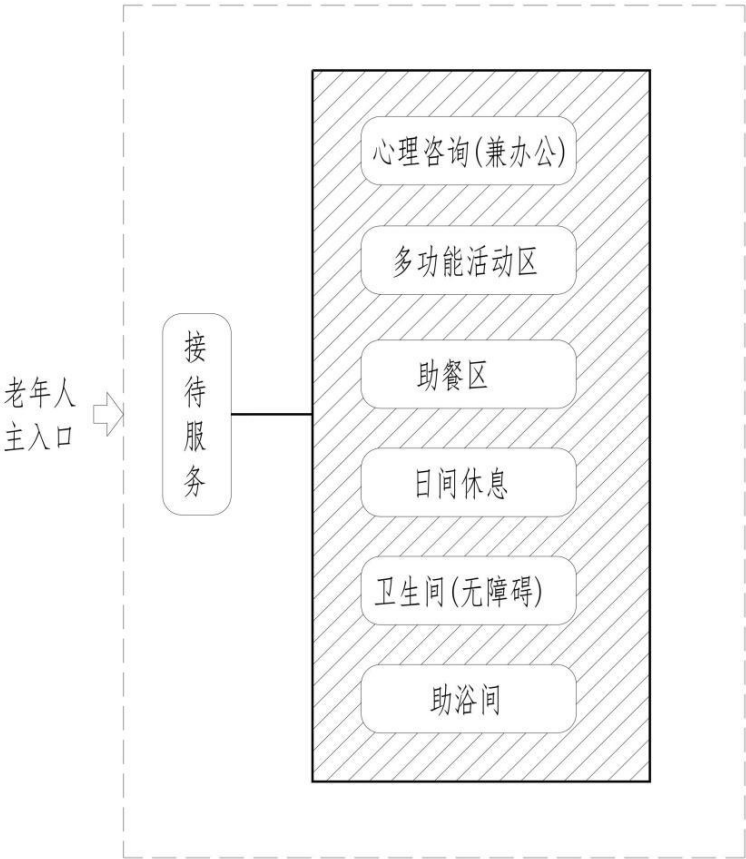 老年人
主入口
接待服务
心理咨询(兼办公)
多功能活动区
助餐区
日间休息
卫生间(无障碍)
助浴间